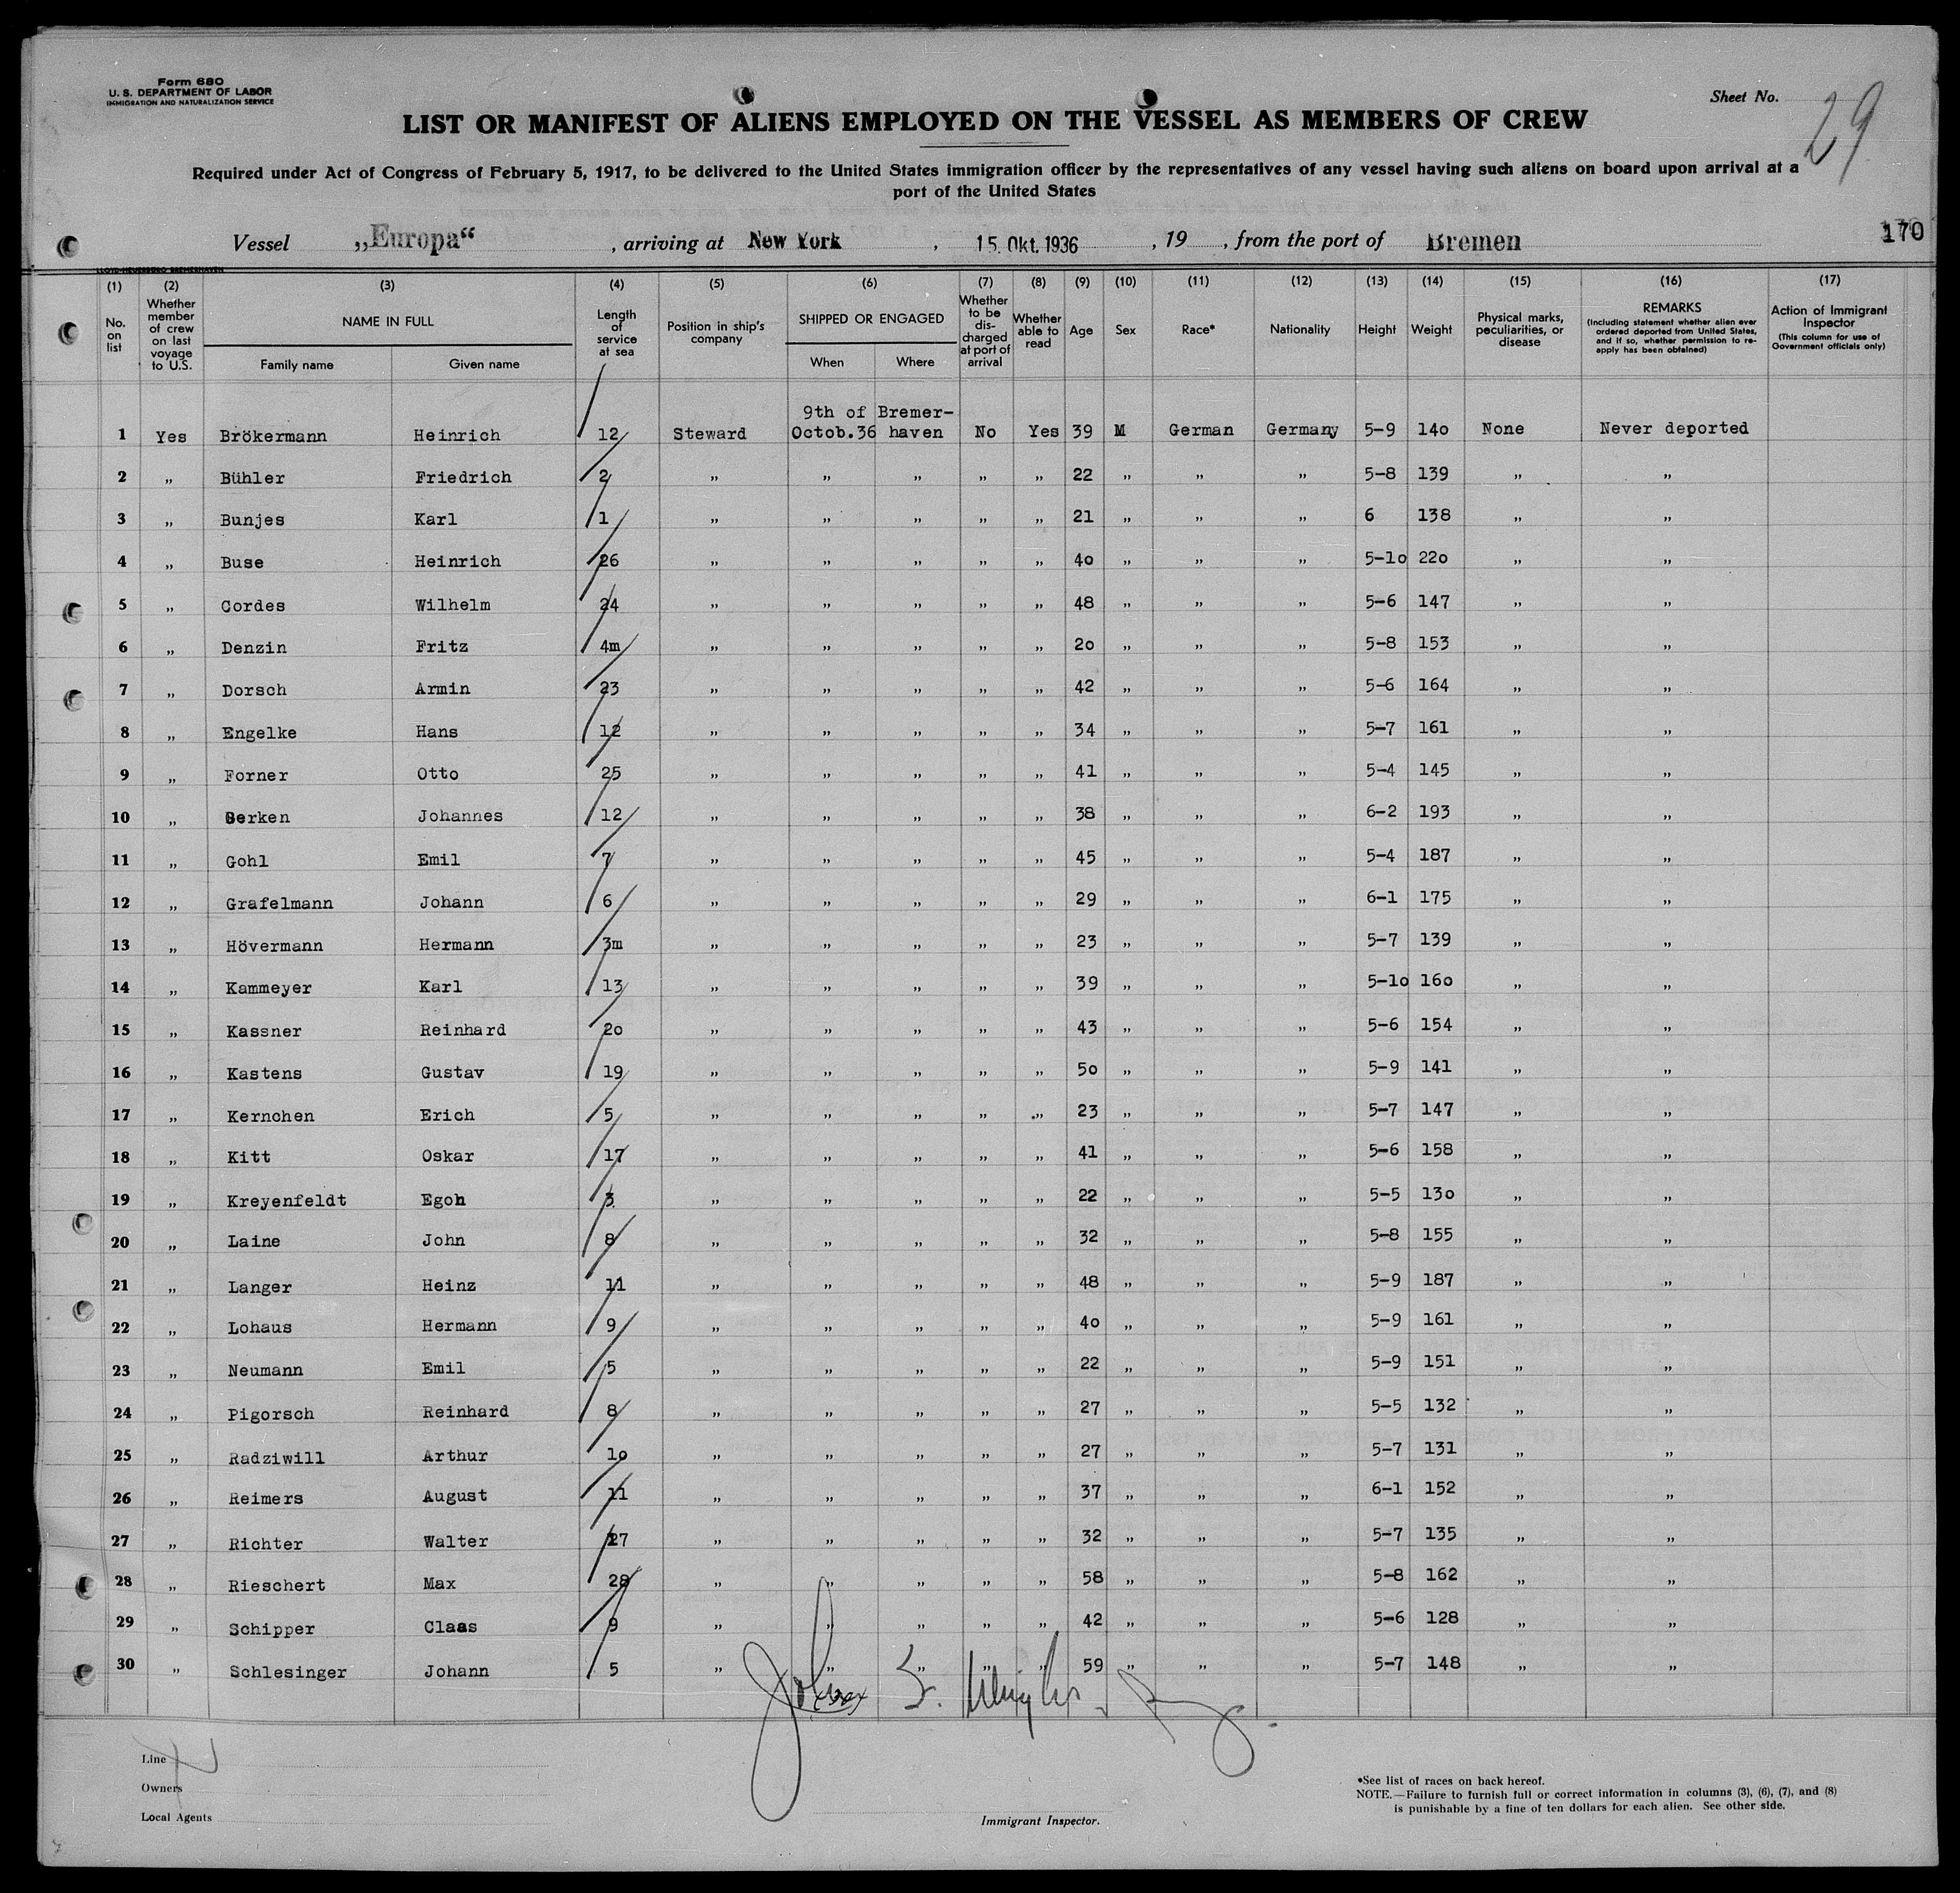 Form 680
U. S. DEPARTMENT OF LABOR
IMMIGRATION AND NATURALIZATION SERVICE
Sheet No. 29
LIST OR MANIFEST OF ALIENS EMPLOYED ON THE VESSEL AS MEMBERS OF CREW
Required under Act of Congress of February 5, 1917, to be delivered to the United States immigration officer by the representatives of any vessel having such aliens on board upon arrival at a
port of the United States
Vessel „Europa“ , arriving at New York , 15. Okt. 1936 , 19 , from the port of Bremen 170
(1) (2) (3) (4) (5) (6) (7) (8) (9) (10) (11) (12) (13) (14) (15) (16) (17)
No. on list Whether member of crew on last voyage to U.S. NAME IN FULL Family name Given name Length of service at sea Position in ship's company SHIPPED OR ENGAGED When Where Whether to be discharged at port of arrival Whether able to read Age Sex Race* Nationality Height Weight Physical marks, peculiarities, or disease REMARKS (Including statement whether alien ever ordered deported from United States, and if so, whether permission to reapply has been obtained) Action of Immigrant Inspector (This column for use of Government officials only)
1 Yes Brökermann Heinrich 12 Steward 9th of Octob.36 Bremer-haven No Yes 39 M German Germany 5-9 140 None Never deported
2 „ Bühler Friedrich 2 „ „ „ „ „ 22 „ „ „ 5-8 139 „ „
3 „ Bunjes Karl 1 „ „ „ „ „ 21 „ „ „ 6 138 „ „
4 „ Buse Heinrich 26 „ „ „ „ „ 40 „ „ „ 5-10 220 „ „
5 „ Cordes Wilhelm 24 „ „ „ „ „ 48 „ „ „ 5-6 147 „ „
6 „ Denzin Fritz 4m „ „ „ „ „ 20 „ „ „ 5-8 153 „ „
7 „ Dorsch Armin 23 „ „ „ „ „ 42 „ „ „ 5-6 164 „ „
8 „ Engelke Hans 12 „ „ „ „ „ 34 „ „ „ 5-7 161 „ „
9 „ Forner Otto 25 „ „ „ „ „ 41 „ „ „ 5-4 145 „ „
10 „ Gerken Johannes 12 „ „ „ „ „ 38 „ „ „ 6-2 193 „ „
11 „ Gohl Emil 7 „ „ „ „ „ 45 „ „ „ 5-4 187 „ „
12 „ Grafelmann Johann 6 „ „ „ „ „ 29 „ „ „ 6-1 175 „ „
13 „ Hövermann Hermann 3m „ „ „ „ „ 23 „ „ „ 5-7 139 „ „
14 „ Kammeyer Karl 13 „ „ „ „ „ 39 „ „ „ 5-10 160 „ „
15 „ Kassner Reinhard 20 „ „ „ „ „ 43 „ „ „ 5-6 154 „ „
16 „ Kastens Gustav 19 „ „ „ „ „ 50 „ „ „ 5-9 141 „ „
17 „ Kernchen Erich 5 „ „ „ „ „ 23 „ „ „ 5-7 147 „ „
18 „ Kitt Oskar 17 „ „ „ „ „ 41 „ „ „ 5-6 158 „ „
19 „ Kreyenfeldt Egon 3 „ „ „ „ „ 22 „ „ „ 5-5 130 „ „
20 „ Laine John 8 „ „ „ „ „ 32 „ „ „ 5-8 155 „ „
21 „ Langer Heinz 11 „ „ „ „ „ 48 „ „ „ 5-9 187 „ „
22 „ Lohaus Hermann 9 „ „ „ „ „ 40 „ „ „ 5-9 161 „ „
23 „ Neumann Emil 5 „ „ „ „ „ 22 „ „ „ 5-9 151 „ „
24 „ Pigorsch Reinhard 8 „ „ „ „ „ 27 „ „ „ 5-5 132 „ „
25 „ Radziwill Arthur 10 „ „ „ „ „ 27 „ „ „ 5-7 131 „ „
26 „ Reimers August 11 „ „ „ „ „ 37 „ „ „ 6-1 152 „ „
27 „ Richter Walter 17 „ „ „ „ „ 32 „ „ „ 5-7 135 „ „
28 „ Rieschert Max 28 „ „ „ „ „ 58 „ „ „ 5-8 162 „ „
29 „ Schipper Claas 9 „ „ „ „ „ 42 „ „ „ 5-6 128 „ „
30 „ Schlesinger Johann 5 „ „ „ „ „ 59 „ „ „ 5-7 148 „ „
John
Line
Owners
Local Agents
Immigrant Inspector.
*See list of races on back hereof.
NOTE.—Failure to furnish full or correct information in columns (3), (6), (7), and (8)
is punishable by a fine of ten dollars for each alien. See other side.